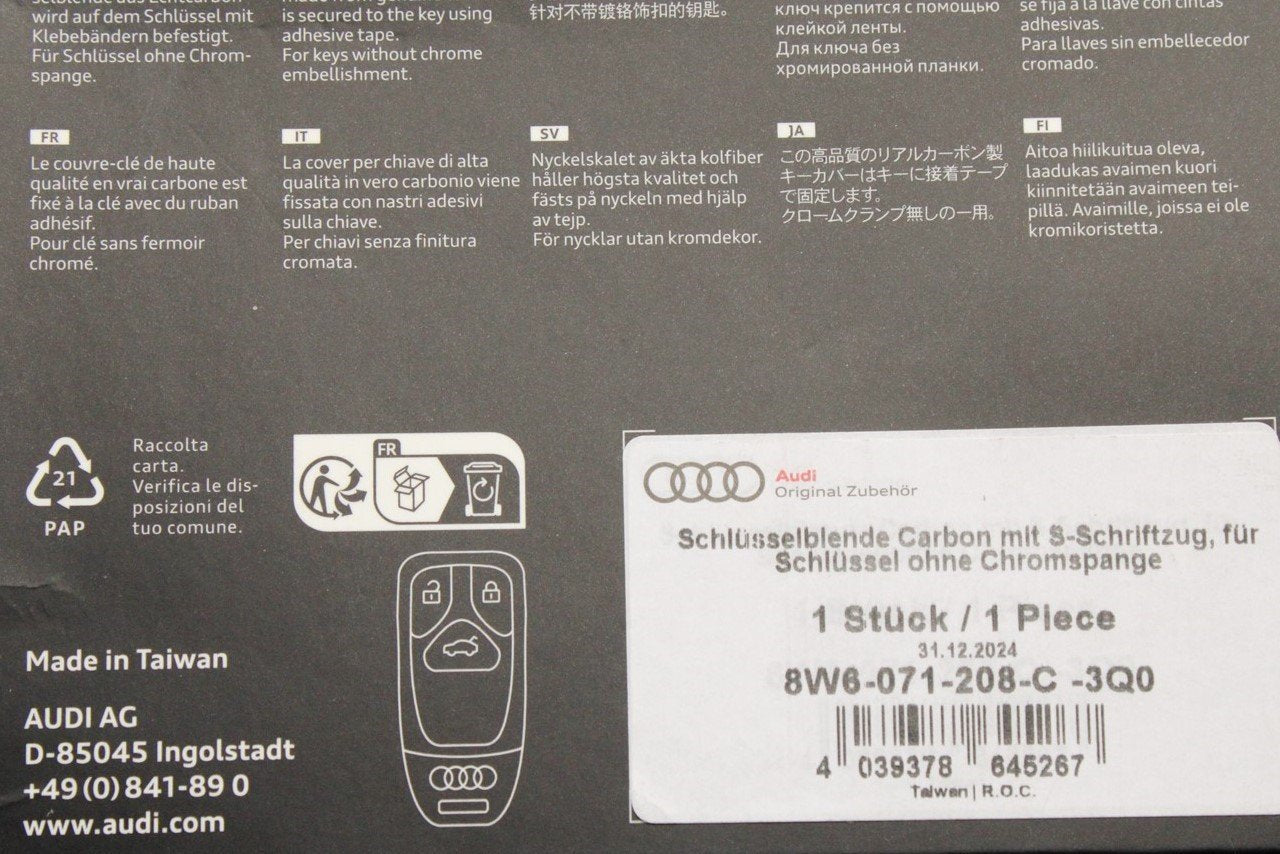 wird auf dem Schlüssel mit
Klebebändern befestigt.
Für Schlüssel ohne Chrom-
spange.
is secured to the key using
adhesive tape.
For keys without chrome
embellishment.
针对不带镀铬饰扣的钥匙。
ключ крепится с помощью
клейкой ленты.
Для ключа без
хромированной планки.
se fija a la llave con cintas
adhesivas.
Para llaves sin embellecedor
cromado.
FR
Le couvre-clé de haute
qualité en vrai carbone est
fixé à la clé avec du ruban
adhésif.
Pour clé sans fermoir
chromé.
IT
La cover per chiave di alta
qualità in vero carbonio viene
fissata con nastri adesivi
sulla chiave.
Per chiavi senza finitura
cromata.
SV
Nyckelskalet av äkta kolfiber
håller högsta kvalitet och
fästs på nyckeln med hjälp
av tejp.
För nycklar utan kromdekor.
JA
この高品質のリアルカーボン製
キーカバーはキーに接着テープ
で固定します。
クロームクランプ無しの一用。
FI
Aitoa hiilikuitua oleva,
laadukas avaimen kuori
kiinnitetään avaimeen tei-
pillä. Avaimille, joissa ei ole
kromikoristetta.
21
PAP
Raccolta
carta.
Verifica le dis-
posizioni del
tuo comune.
FR
Made in Taiwan
AUDI AG
D-85045 Ingolstadt
+49(0)841-89 0
www.audi.com
Audi
Original Zubehör
Schlüsselblende Carbon mit S-Schriftzug, für
Schlüssel ohne Chromspange
1 Stück / 1 Piece
31.12.2024
8W6-071-208-C -3Q0
4 039378 645267
Taiwan | R.O.C.